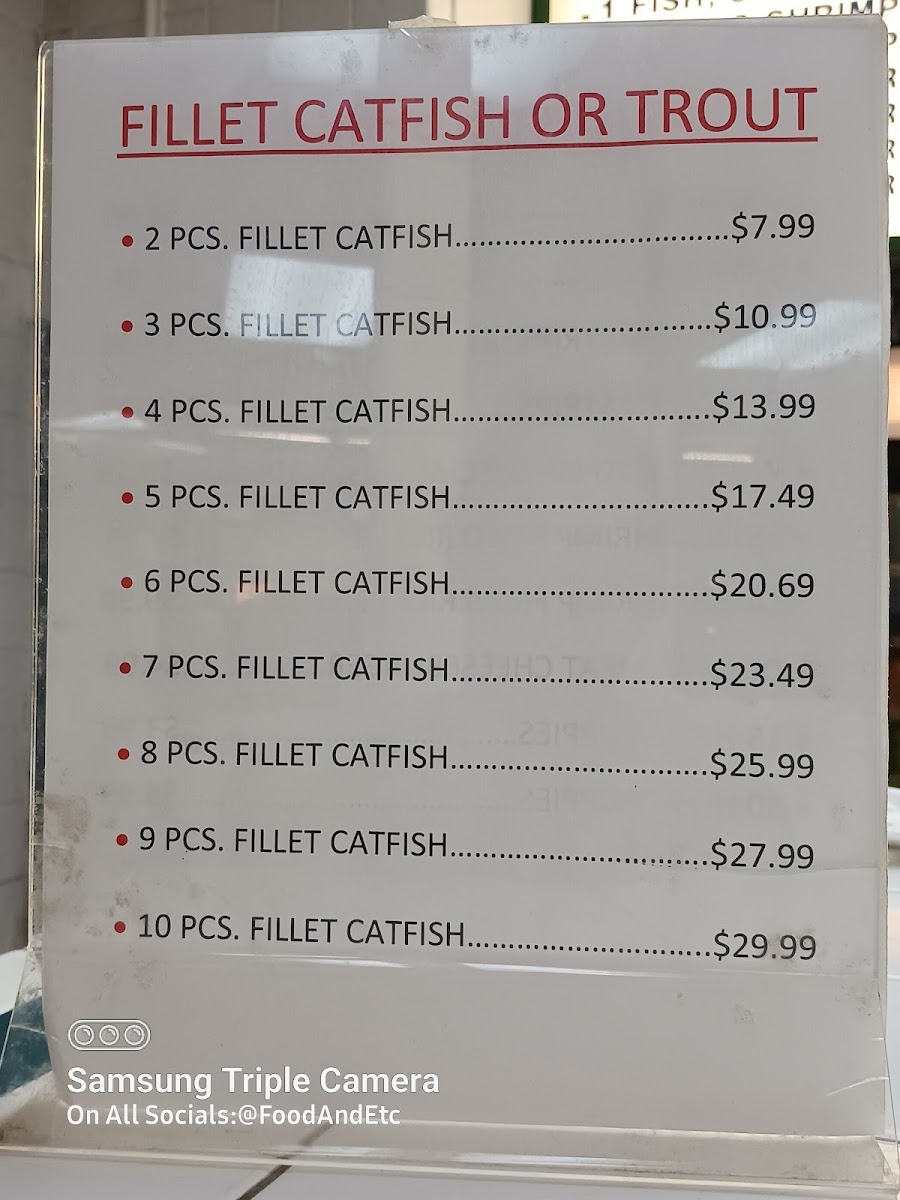 1 FISH,
SHRIMP
FILLET CATFISH OR TROUT
• 2 PCS. FILLET CATFISH....................................$7.99
• 3 PCS. FILLET CATFISH..................................$10.99
• 4 PCS. FILLET CATFISH..................................$13.99
• 5 PCS. FILLET CATFISH..................................$17.49
• 6 PCS. FILLET CATFISH..................................$20.69
• 7 PCS. FILLET CATFISH..................................$23.49
• 8 PCS. FILLET CATFISH..................................$25.99
• 9 PCS. FILLET CATFISH..................................$27.99
• 10 PCS. FILLET CATFISH................................$29.99
Samsung Triple Camera
On All Socials:@FoodAndEtc